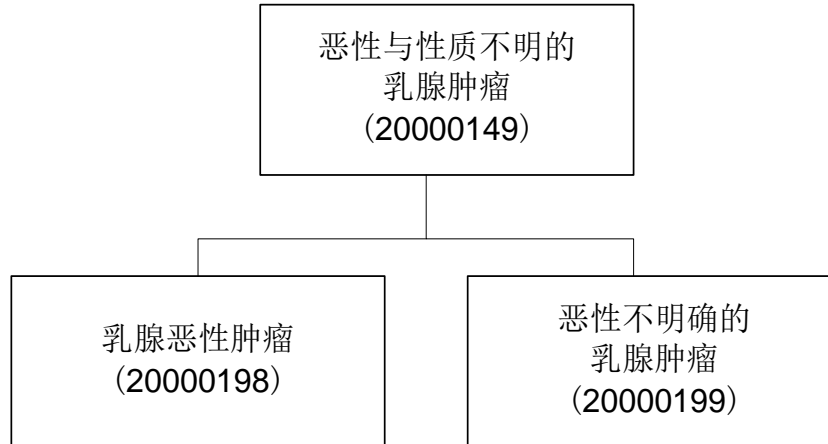 恶性与性质不明的
乳腺肿瘤
（20000149）
乳腺恶性肿瘤
（20000198）
恶性不明确的
乳腺肿瘤
（20000199）